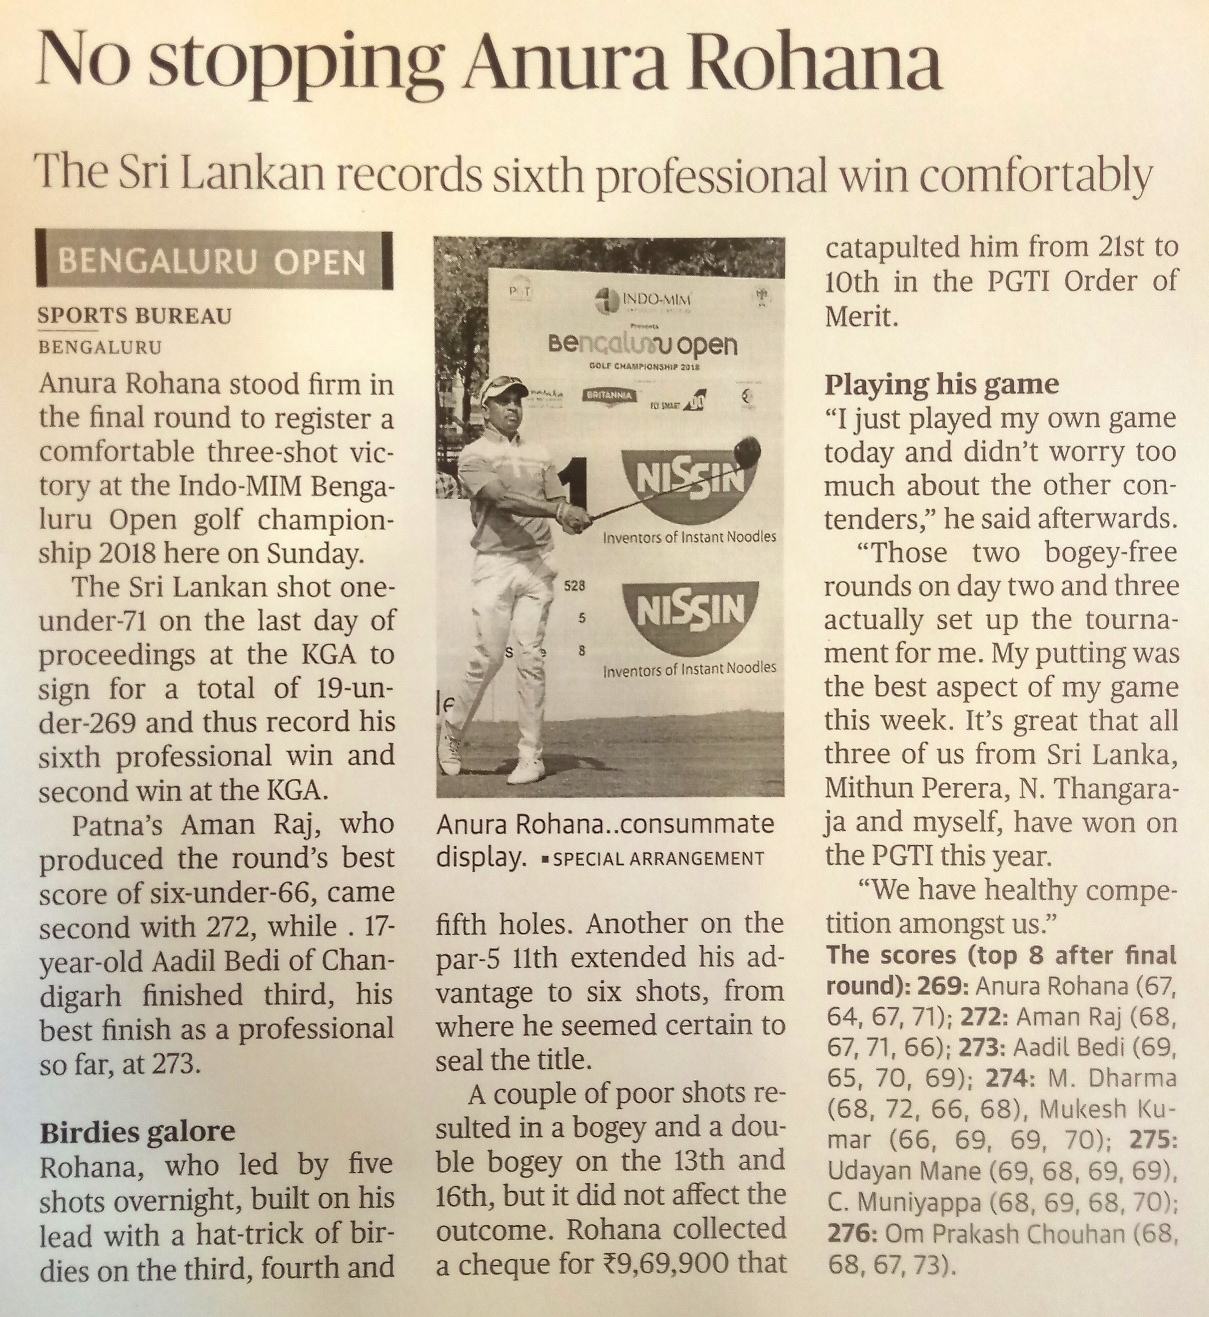 No stopping Anura Rohana
The Sri Lankan records sixth professional win comfortably
BENGALURU OPEN
SPORTS BUREAU
BENGALURU
Anura Rohana stood firm in
the final round to register a
comfortable three-shot vic-
tory at the Indo-MIM Benga-
luru Open golf champion-
ship 2018 here on Sunday.
The Sri Lankan shot one-
under-71 on the last day of
proceedings at the KGA to
sign for a total of 19-un-
der-269 and thus record his
sixth professional win and
second win at the KGA.
Patna's Aman Raj, who
produced the round's best
score of six-under-66, came
second with 272, while . 17-
year-old Aadil Bedi of Chan-
digarh finished third, his
best finish as a professional
so far, at 273.
Birdies galore
Rohana, who led by five
shots overnight, built on his
lead with a hat-trick of bir-
dies on the third, fourth and
INDO-MIM
Presents
Bengaluru open
GOLF CHAMPIONSHIP 2018
BRITANNIA
FLY SMART
NISSIN
Inventors of Instant Noodles
528
5
8
NISSIN
Inventors of Instant Noodles
Anura Rohana..consummate
display. ▪ SPECIAL ARRANGEMENT
fifth holes. Another on the
par-5 11th extended his ad-
vantage to six shots, from
where he seemed certain to
seal the title.
A couple of poor shots re-
sulted in a bogey and a dou-
ble bogey on the 13th and
16th, but it did not affect the
outcome. Rohana collected
a cheque for ₹9,69,900 that
catapulted him from 21st to
10th in the PGTI Order of
Merit.
Playing his game
“I just played my own game
today and didn’t worry too
much about the other con-
tenders,” he said afterwards.
“Those two bogey-free
rounds on day two and three
actually set up the tourna-
ment for me. My putting was
the best aspect of my game
this week. It’s great that all
three of us from Sri Lanka,
Mithun Perera, N. Thangara-
ja and myself, have won on
the PGTI this year.
“We have healthy compe-
tition amongst us.”
The scores (top 8 after final
round): 269: Anura Rohana (67,
64, 67, 71); 272: Aman Raj (68,
67, 71, 66); 273: Aadil Bedi (69,
65, 70, 69); 274: M. Dharma
(68, 72, 66, 68), Mukesh Ku-
mar (66, 69, 69, 70); 275:
Udayan Mane (69, 68, 69, 69),
C. Muniyappa (68, 69, 68, 70);
276: Om Prakash Chouhan (68,
68, 67, 73).